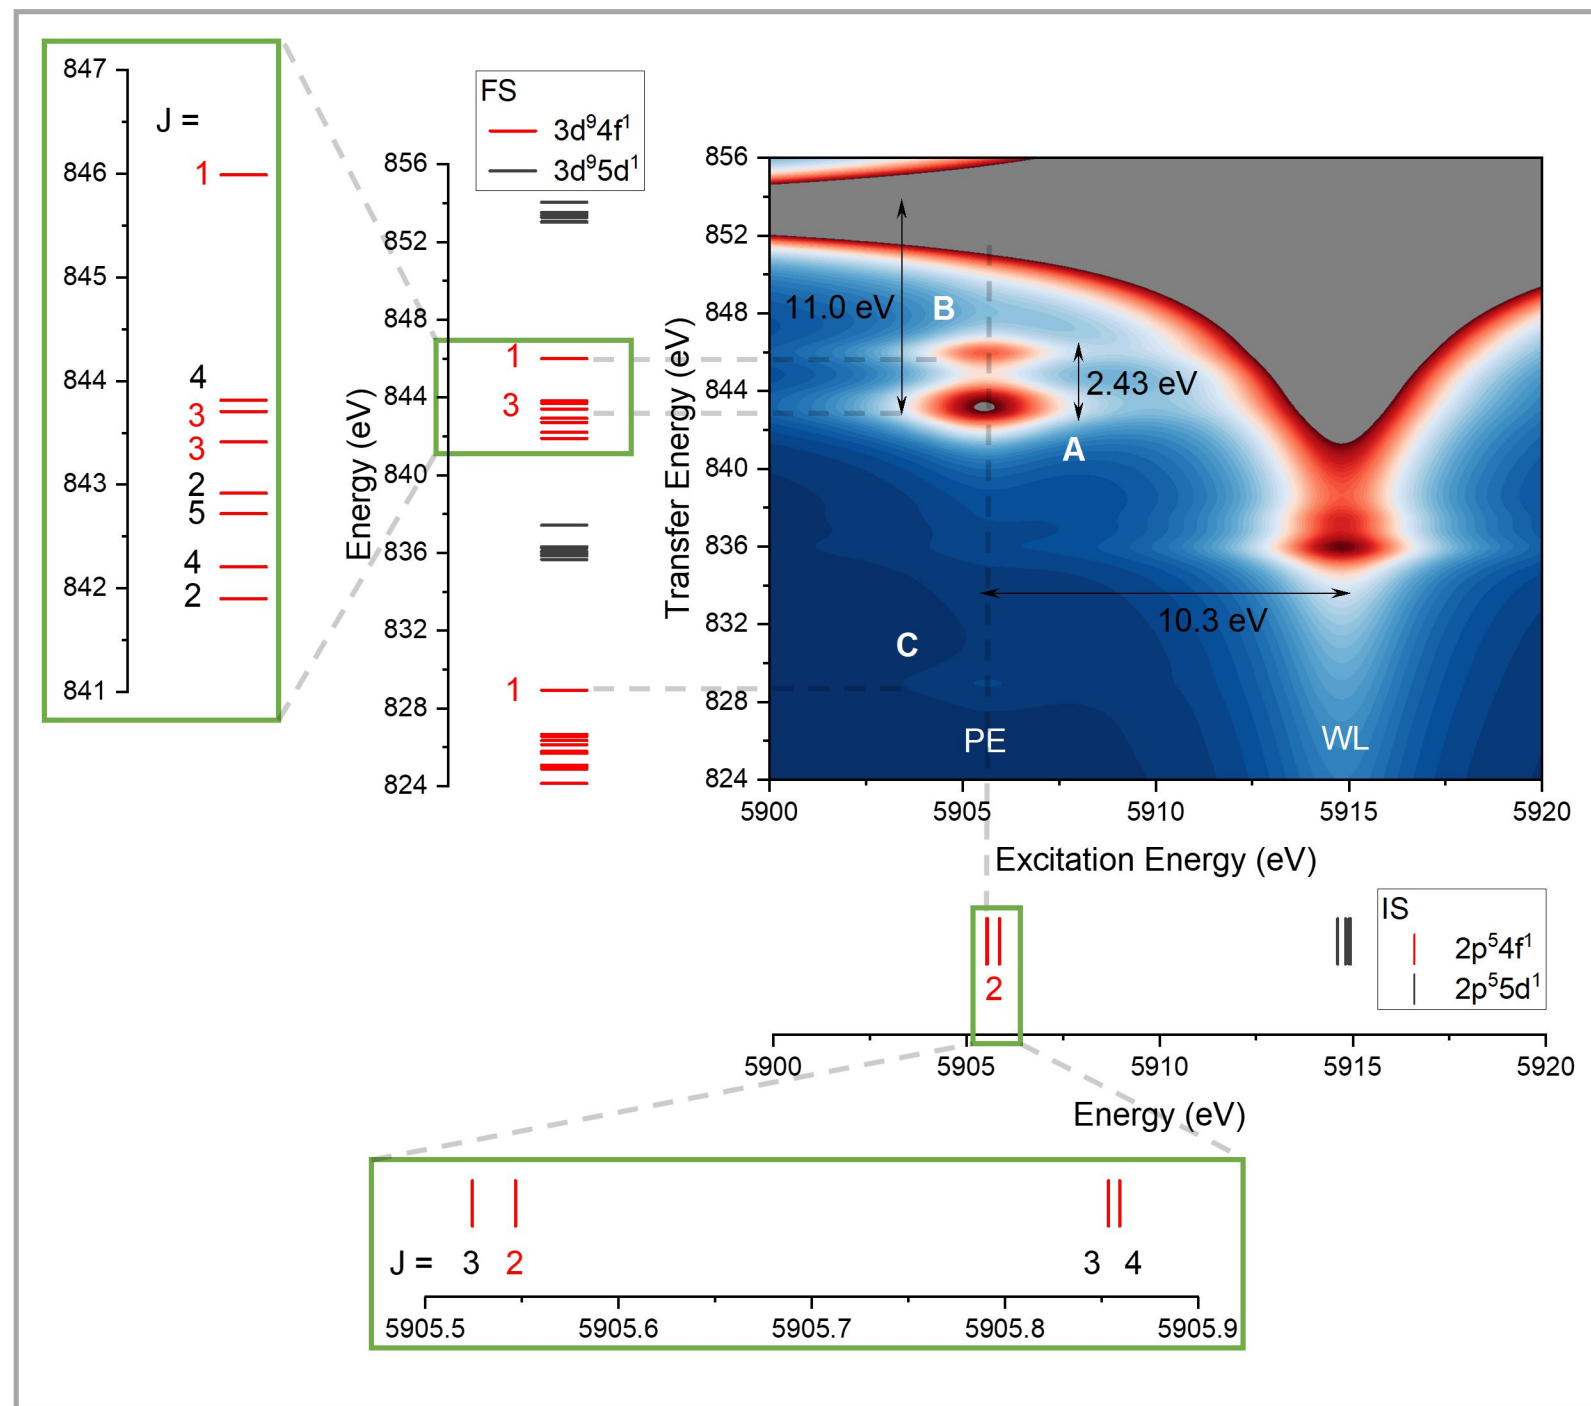 847
846
845
844
843
842
841
J =
1
4
3
3
2
5
4
2
Energy (eV)
856
852
848
844
840
836
832
828
824
FS
3d⁹4f¹
3d⁹5d¹
1
3
1
Transfer Energy (eV)
856
852
848
844
840
836
832
828
824
11.0 eV
B
2.43 eV
A
10.3 eV
C
PE
WL
5900
5905
5910
5915
5920
Excitation Energy (eV)
2
IS
2p⁵4f¹
2p⁵5d¹
5900
5905
5910
5915
5920
Energy (eV)
J = 3 2 3 4
5905.5
5905.6
5905.7
5905.8
5905.9